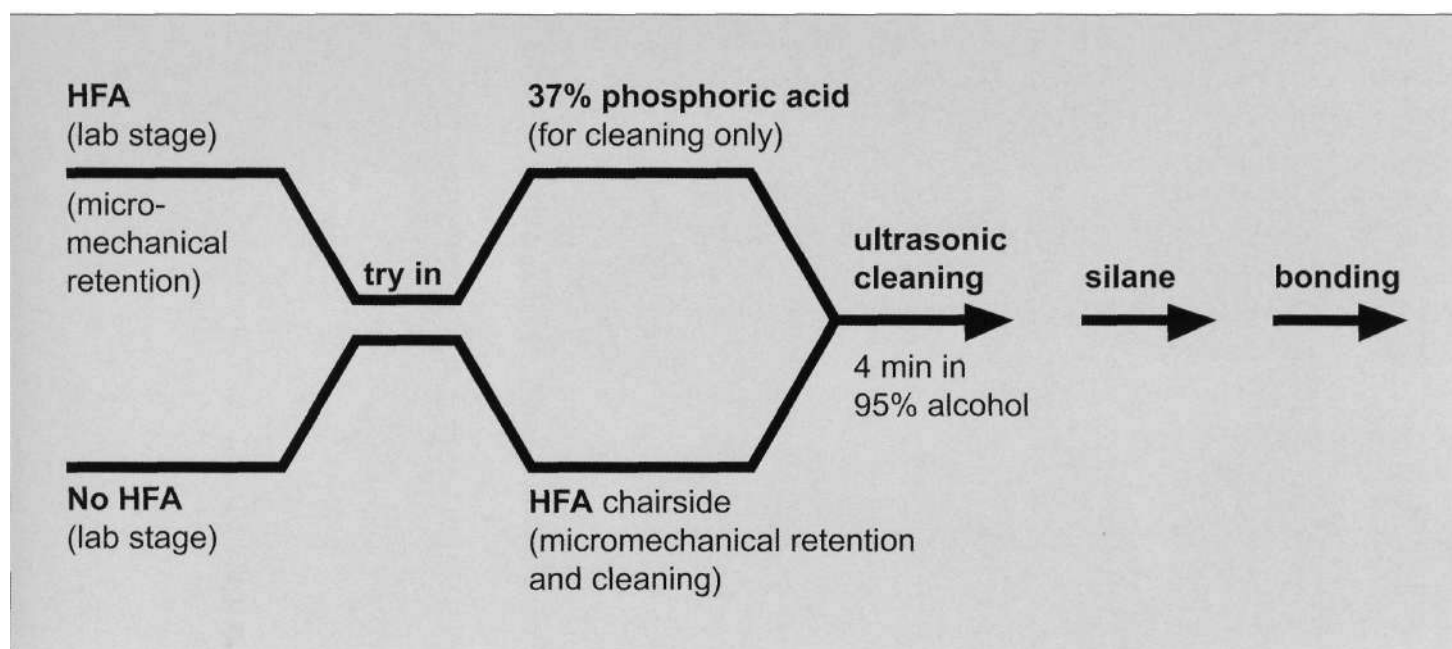 HFA
(lab stage)
(micro-
mechanical
retention)
try in
37% phosphoric acid
(for cleaning only)
No HFA
(lab stage)
HFA chairside
(micromechanical retention
and cleaning)
ultrasonic
cleaning
4 min in
95% alcohol
silane
bonding